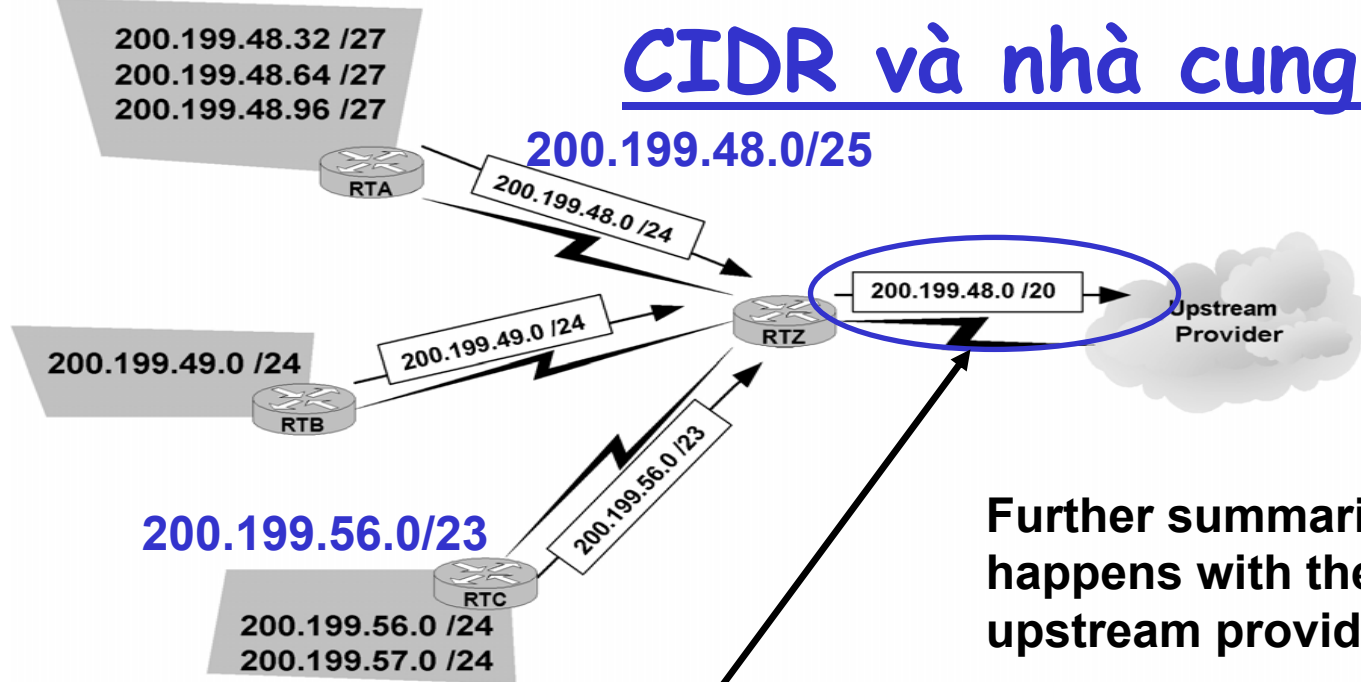 CIDR và nhà cung
200.199.48.32 /27
200.199.48.64 /27
200.199.48.96 /27
200.199.48.0/25
RTA
200.199.48.0 /24
200.199.48.0 /20
Upstream
Provider
RTZ
200.199.49.0 /24
200.199.49.0 /24
RTB
200.199.56.0 /23
200.199.56.0/23
RTC
200.199.56.0 /24
200.199.57.0 /24
Further summari
happens with the
upstream provid